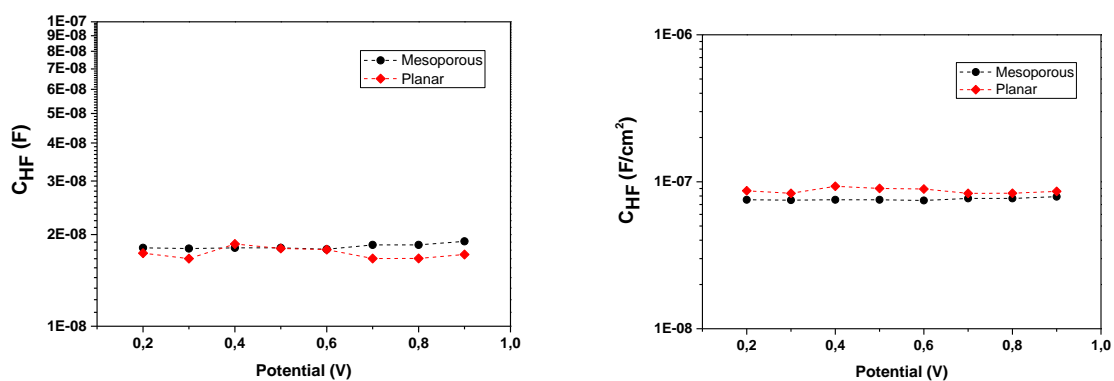 1E-07
9E-08
8E-08
7E-08
6E-08
5E-08
4E-08
3E-08
2E-08
1E-08
C_HF (F)
Mesoporous
Planar
0,2 0,4 0,6 0,8 1,0
Potential (V)
1E-06
1E-07
1E-08
C_HF (F/cm²)
Mesoporous
Planar
0,2 0,4 0,6 0,8 1,0
Potential (V)